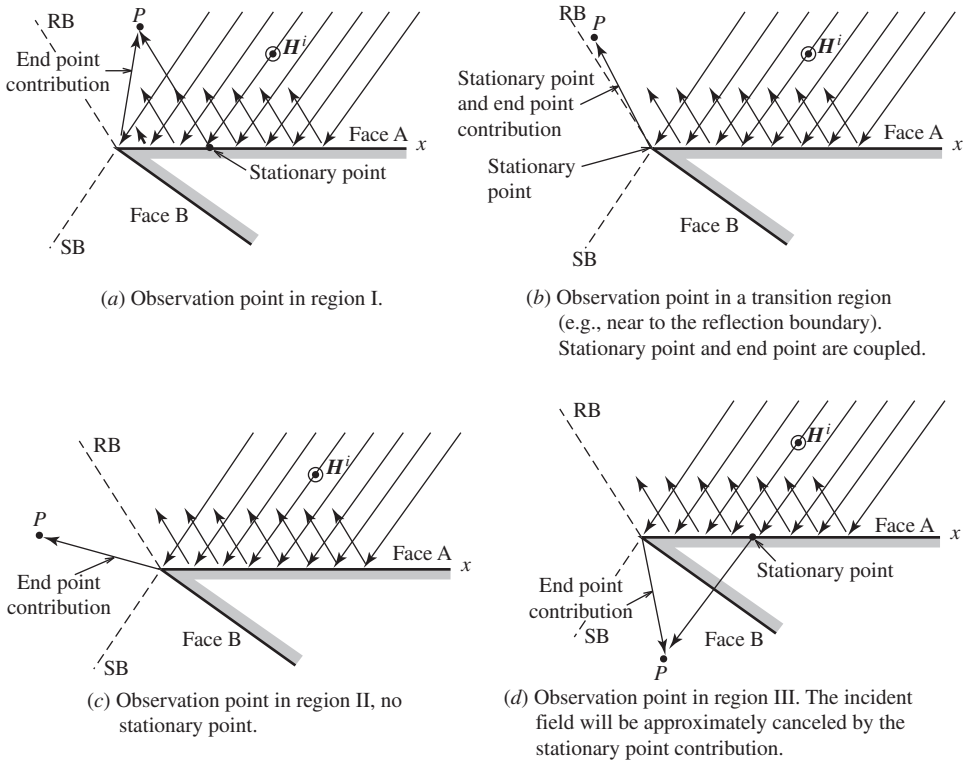 RB
P
H^i
End point
contribution
Face A
x
Stationary point
Face B
SB
(a) Observation point in region I.
RB
P
H^i
Stationary point
and end point
contribution
Face A
x
Stationary
point
Face B
SB
(b) Observation point in a transition region
(e.g., near to the reflection boundary).
Stationary point and end point are coupled.
RB
H^i
P
Face A
x
End point
contribution
Face B
SB
(c) Observation point in region II, no
stationary point.
RB
H^i
Face A
x
Stationary point
End point
contribution
SB
Face B
P
(d) Observation point in region III. The incident
field will be approximately canceled by the
stationary point contribution.